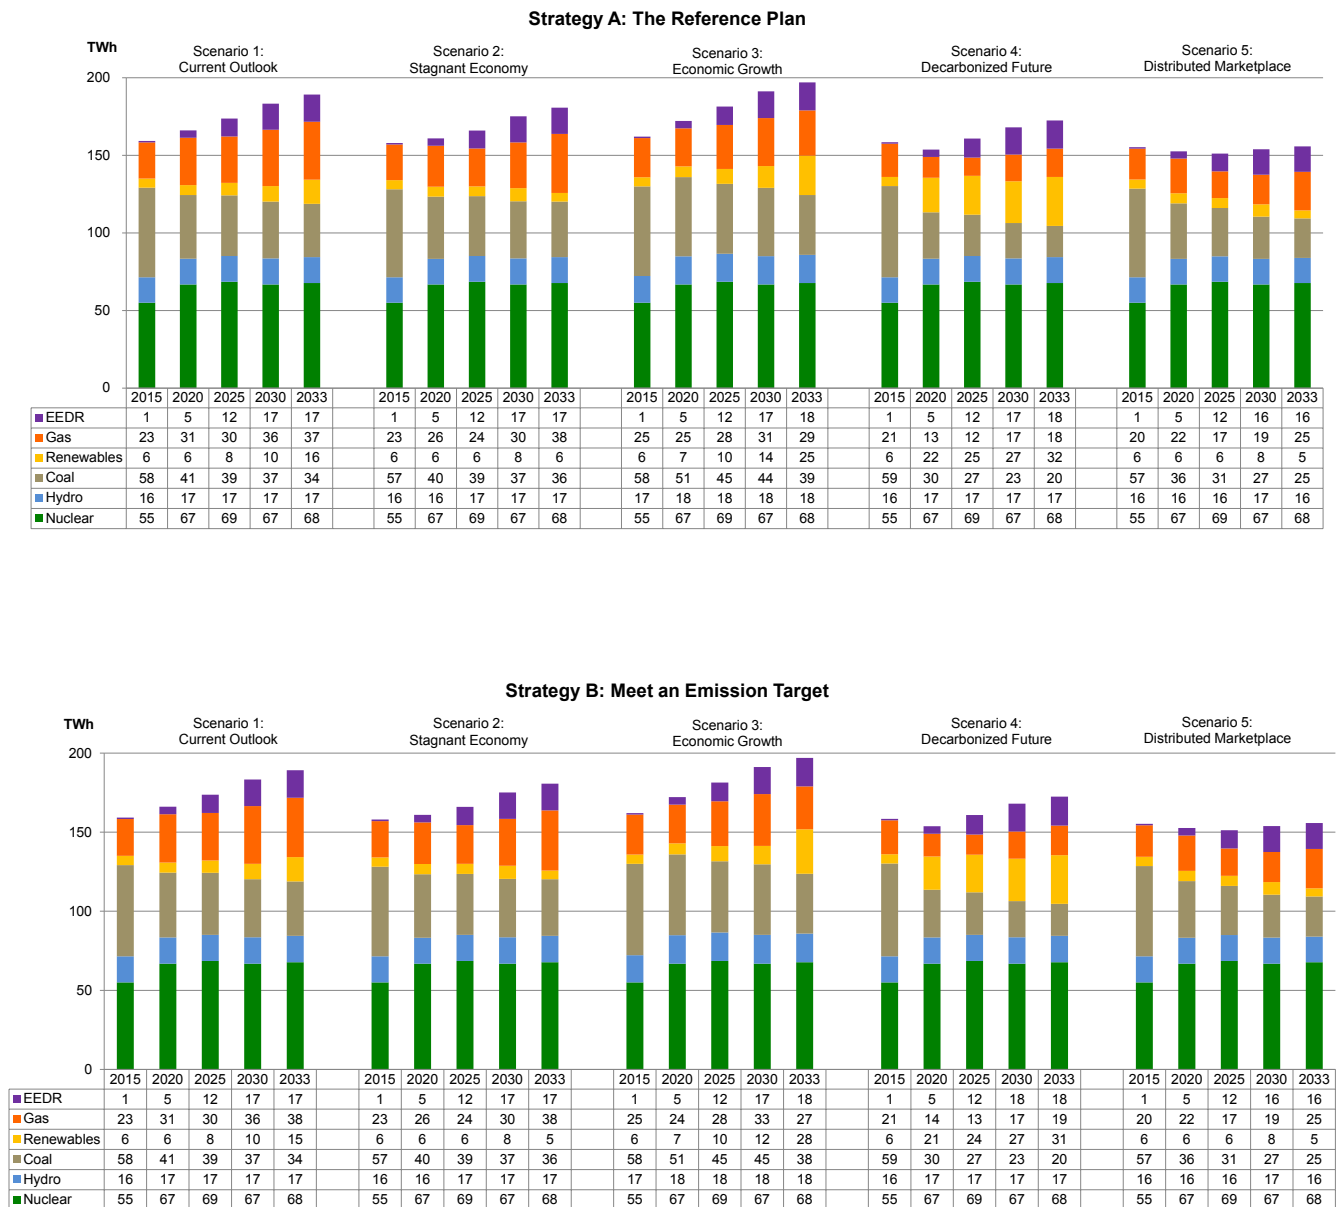 Strategy A: The Reference Plan
TWh
Scenario 1:
Current Outlook
Scenario 2:
Stagnant Economy
Scenario 3:
Economic Growth
Scenario 4:
Decarbonized Future
Scenario 5:
Distributed Marketplace
200
150
100
50
0
2015 2020 2025 2030 2033 2015 2020 2025 2030 2033 2015 2020 2025 2030 2033 2015 2020 2025 2030 2033 2015 2020 2025 2030 2033
EEDR 1 5 12 17 17 1 5 12 17 17 1 5 12 17 18 1 5 12 17 18 1 5 12 16 16
Gas 23 31 30 36 37 23 26 24 30 38 25 25 28 31 29 21 13 12 17 18 20 22 17 19 25
Renewables 6 6 8 10 16 6 6 6 8 6 6 7 10 14 25 6 22 25 27 32 6 6 6 8 5
Coal 58 41 39 37 34 57 40 39 37 36 58 51 45 44 39 59 30 27 23 20 57 36 31 27 25
Hydro 16 17 17 17 17 16 16 17 17 17 17 18 18 18 18 16 17 17 17 17 16 16 16 17 16
Nuclear 55 67 69 67 68 55 67 69 67 68 55 67 69 67 68 55 67 69 67 68 55 67 69 67 68
Strategy B: Meet an Emission Target
TWh
Scenario 1:
Current Outlook
Scenario 2:
Stagnant Economy
Scenario 3:
Economic Growth
Scenario 4:
Decarbonized Future
Scenario 5:
Distributed Marketplace
200
150
100
50
0
2015 2020 2025 2030 2033 2015 2020 2025 2030 2033 2015 2020 2025 2030 2033 2015 2020 2025 2030 2033 2015 2020 2025 2030 2033
EEDR 1 5 12 17 17 1 5 12 17 17 1 5 12 17 18 1 5 12 18 18 1 5 12 16 16
Gas 23 31 30 36 38 23 26 24 30 38 25 24 28 33 27 21 14 13 17 19 20 22 17 19 25
Renewables 6 6 8 10 15 6 6 6 8 5 6 7 10 12 28 6 21 24 27 31 6 6 6 8 5
Coal 58 41 39 37 34 57 40 39 37 36 58 51 45 45 38 59 30 27 23 20 57 36 31 27 25
Hydro 16 17 17 17 17 16 16 17 17 17 17 18 18 18 18 16 17 17 17 17 16 16 16 17 16
Nuclear 55 67 69 67 68 55 67 69 67 68 55 67 69 67 68 55 67 69 67 68 55 67 69 67 68